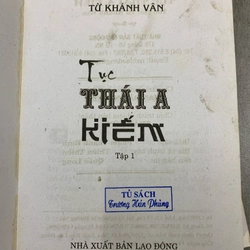 TỪ KHÁNH VÂN
Tục
THÁI A
KIẾM
Tập 1
TỦ SÁCH
Trương Hán Phùng
NHÀ XUẤT BẢN LAO ĐỘNG